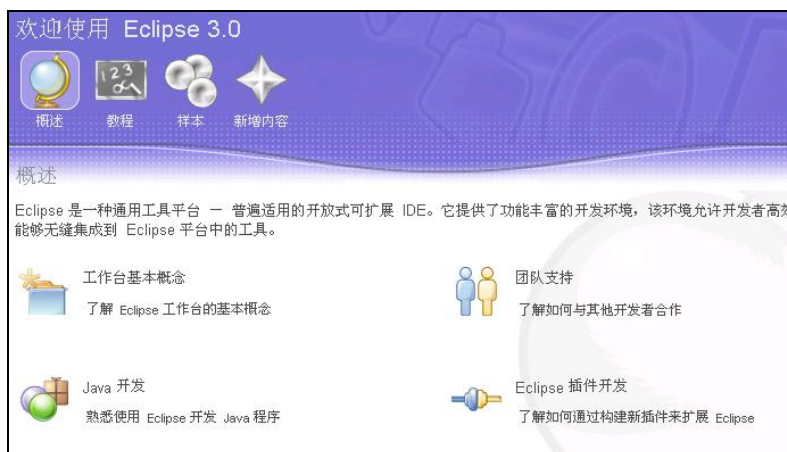 欢迎使用 Eclipse 3.0
123
概述 教程 样本 新增内容
概述
Eclipse 是一种通用工具平台 － 普遍适用的开放式可扩展 IDE。它提供了功能丰富的开发环境，该环境允许开发者高效
能够无缝集成到 Eclipse 平台中的工具。
工作台基本概念
了解 Eclipse 工作台的基本概念
团队支持
了解如何与其他开发者合作
Java 开发
熟悉使用 Eclipse 开发 Java 程序
Eclipse 插件开发
了解如何通过构建新插件来扩展 Eclipse